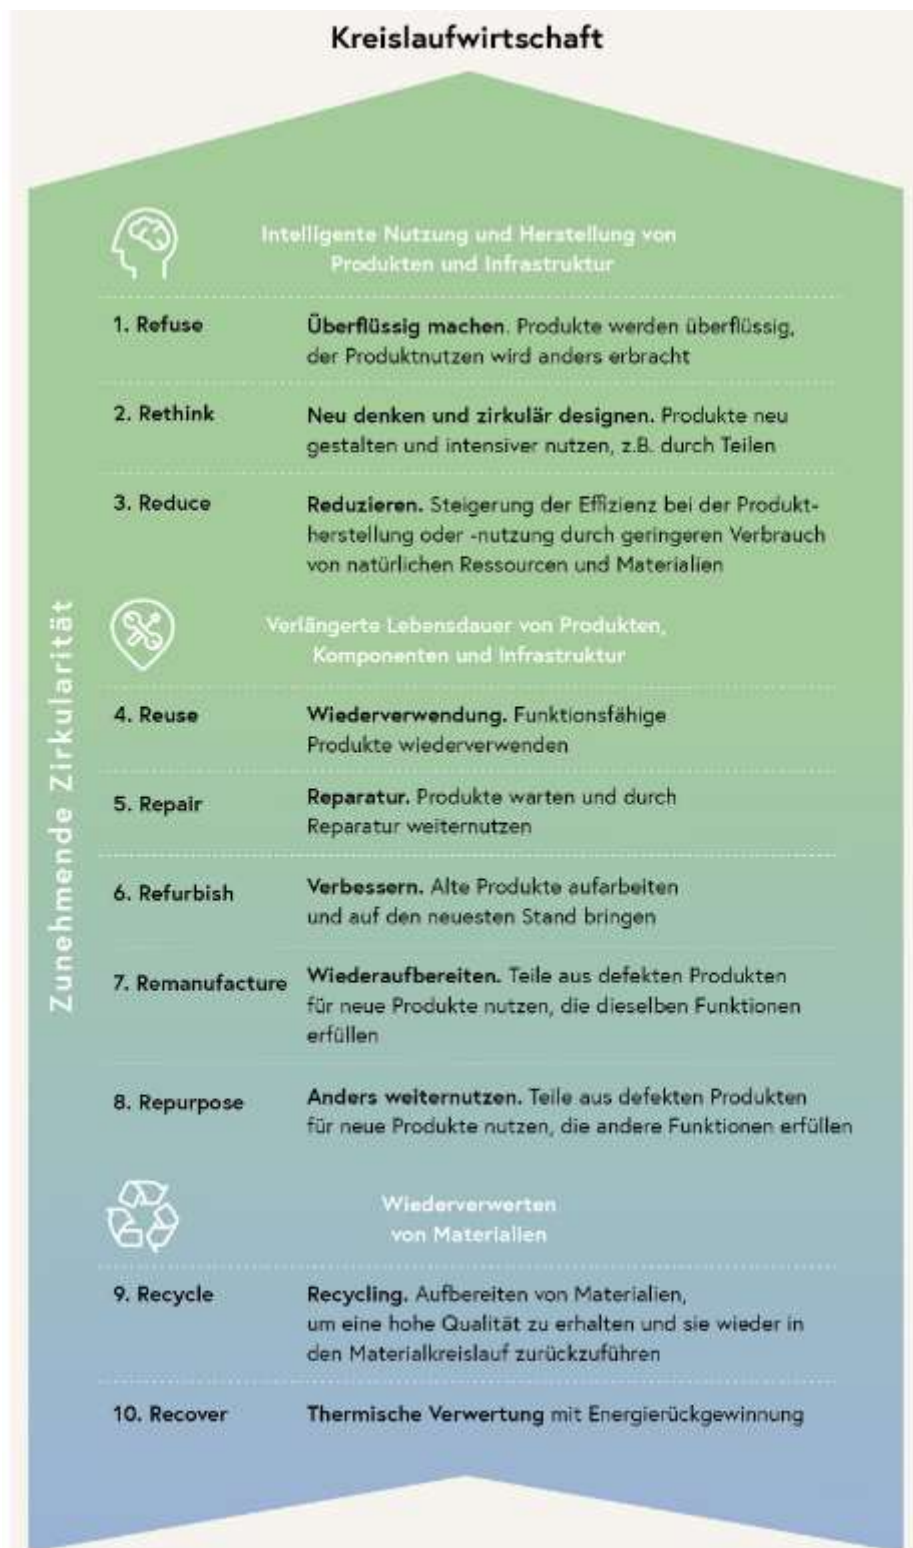 Kreislaufwirtschaft
Intelligente Nutzung und Herstellung von
Produkten und Infrastruktur
1. Refuse
Überflüssig machen. Produkte werden überflüssig,
der Produktnutzen wird anders erbracht
2. Rethink
Neu denken und zirkulär designen. Produkte neu
gestalten und intensiver nutzen, z.B. durch Teilen
3. Reduce
Reduzieren. Steigerung der Effizienz bei der Produkt-
herstellung oder -nutzung durch geringeren Verbrauch
von natürlichen Ressourcen und Materialien
Zunehmende Zirkularität
Verlängerte Lebensdauer von Produkten,
Komponenten und Infrastruktur
4. Reuse
Wiederverwendung. Funktionsfähige
Produkte wiederverwenden
5. Repair
Reparatur. Produkte warten und durch
Reparatur weiternutzen
6. Refurbish
Verbessern. Alte Produkte aufarbeiten
und auf den neuesten Stand bringen
7. Remanufacture
Wiederaufbereiten. Teile aus defekten Produkten
für neue Produkte nutzen, die dieselben Funktionen
erfüllen
8. Repurpose
Anders weiternutzen. Teile aus defekten Produkten
für neue Produkte nutzen, die andere Funktionen erfüllen
Wiederverwerten
von Materialien
9. Recycle
Recycling. Aufbereiten von Materialien,
um eine hohe Qualität zu erhalten und sie wieder in
den Materialkreislauf zurückzuführen
10. Recover
Thermische Verwertung mit Energierückgewinnung